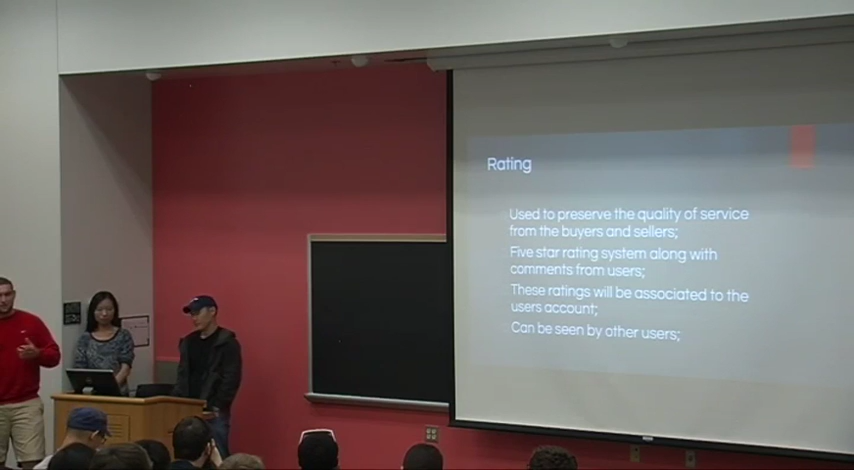 Rating
Used to preserve the quality of service
from the buyers and sellers;
Five star rating system along with
comments from users;
These ratings will be associated to the
users account;
Can be seen by other users;